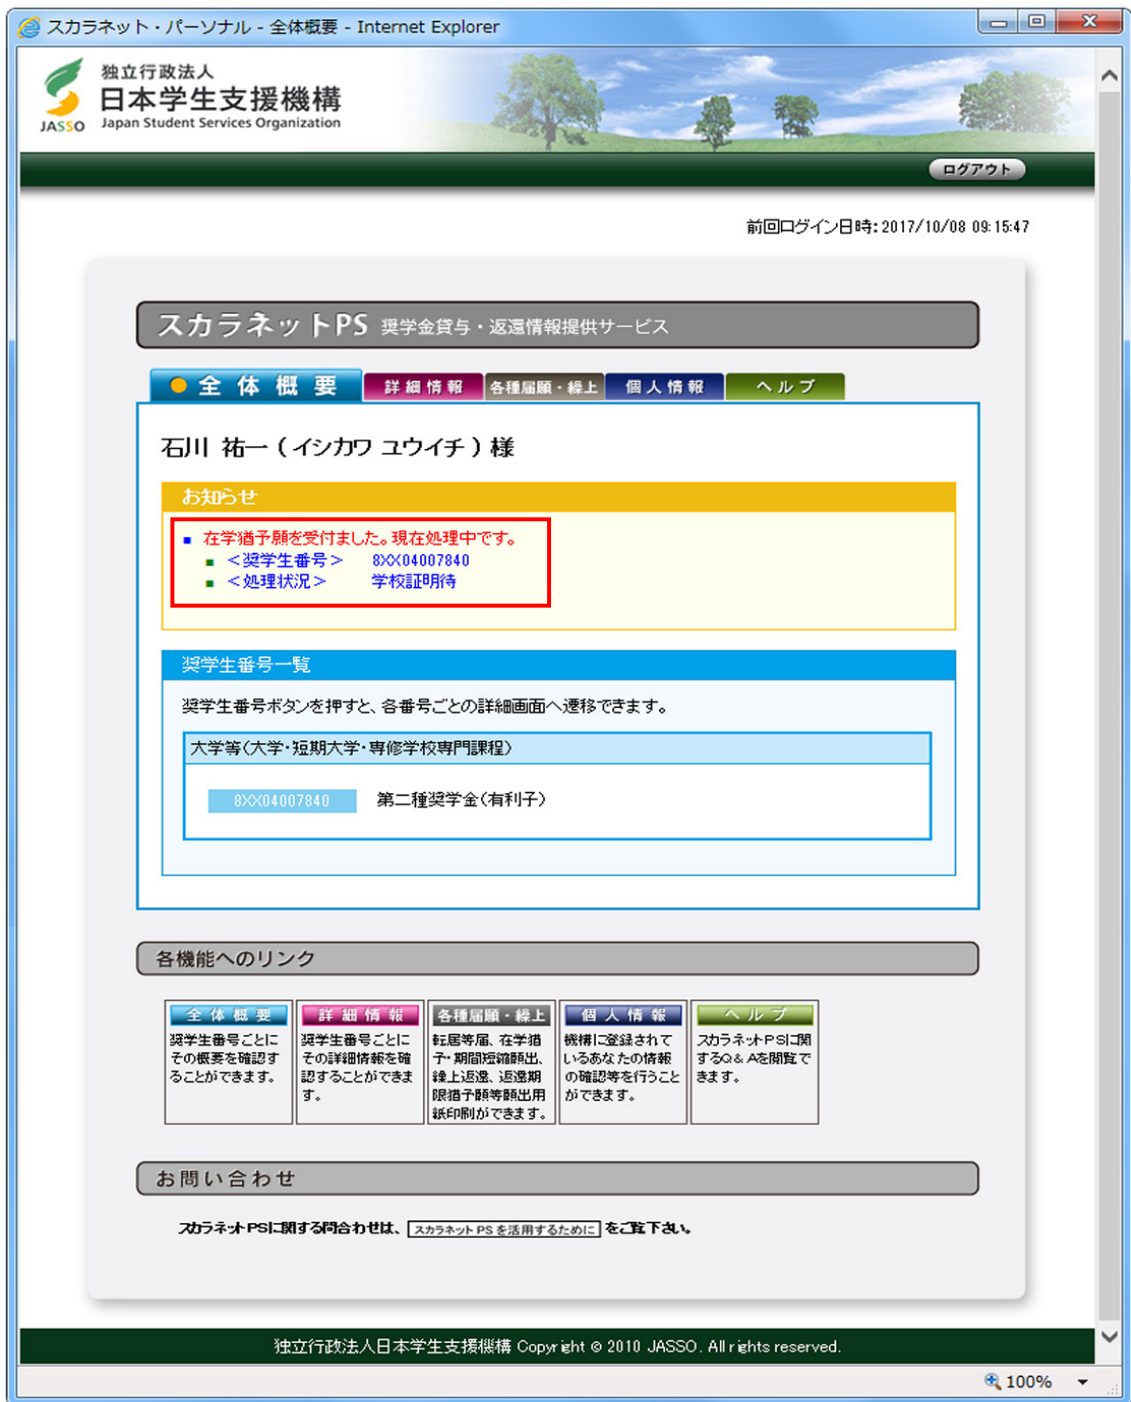 スカラネット・パーソナル - 全体概要 - Internet Explorer
独立行政法人
日本学生支援機構
JASSO Japan Student Services Organization
ログアウト
前回ログイン日時:2017/10/08 09:15:47
スカラネットPS 奨学金貸与・返還情報提供サービス
全体概要 詳細情報 各種届願・繰上 個人情報 ヘルプ
石川 祐一 ( イシカワ ユウイチ ) 様
お知らせ
在学猶予願を受付ました。現在処理中です。
<奨学生番号> 8XX04007840
<処理状況> 学校証明待
奨学生番号一覧
奨学生番号ボタンを押すと、各番号ごとの詳細画面へ遷移できます。
大学等(大学・短期大学・専修学校専門課程)
8XX04007840 第二種奨学金(有利子)
各機能へのリンク
全体概要
奨学生番号ごとに
その概要を確認す
ることができます。
詳細情報
奨学生番号ごとに
その詳細情報を確
認することができま
す。
各種届願・繰上
転居等届、在学猶
予・期間短縮願出、
繰上返還、返還期
限猶予願等願出用
紙印刷ができます。
個人情報
機構に登録されて
いるあなたの情報
の確認等を行うこと
ができます。
ヘルプ
スカラネットPSに関
するQ&Aを閲覧で
きます。
お問い合わせ
スカラネットPSに関する問合わせは、 スカラネットPSを活用するために をご覧下さい。
独立行政法人日本学生支援機構 Copyright © 2010 JASSO. All rights reserved.
100%